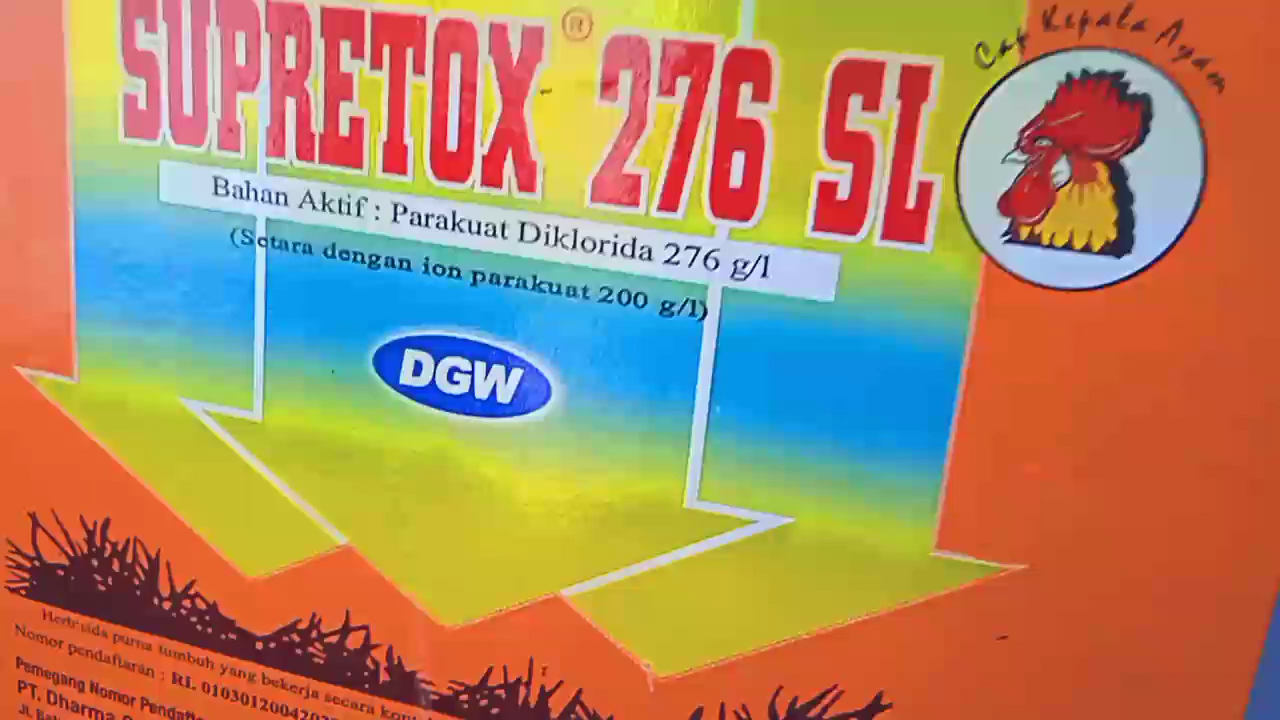 Cap Kepala Ayam
SUPRETOX® 276 SL
Bahan Aktif : Parakuat Diklorida 276 g/l
(Setara dengan ion parakuat 200 g/l)
DGW
Herbisida purna tumbuh yang bekerja secara
Nomor pendaftaran : RI.
Pemegang Nomor
PT. Dharma
JL